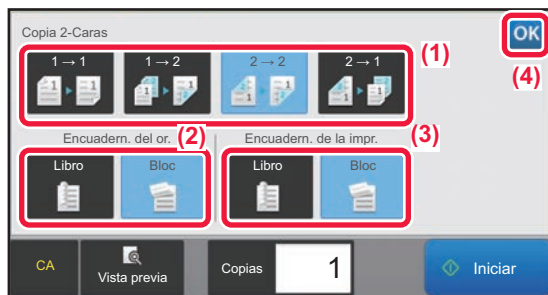 Copia 2-Caras
OK
1 → 1
1 → 2
2 → 2
2 → 1
(1)
(4)
Encuadern. del or.
(2)
Encuadern. de la impr.
(3)
Libro
Bloc
Libro
Bloc
CA
Vista previa
Copias
1
Iniciar